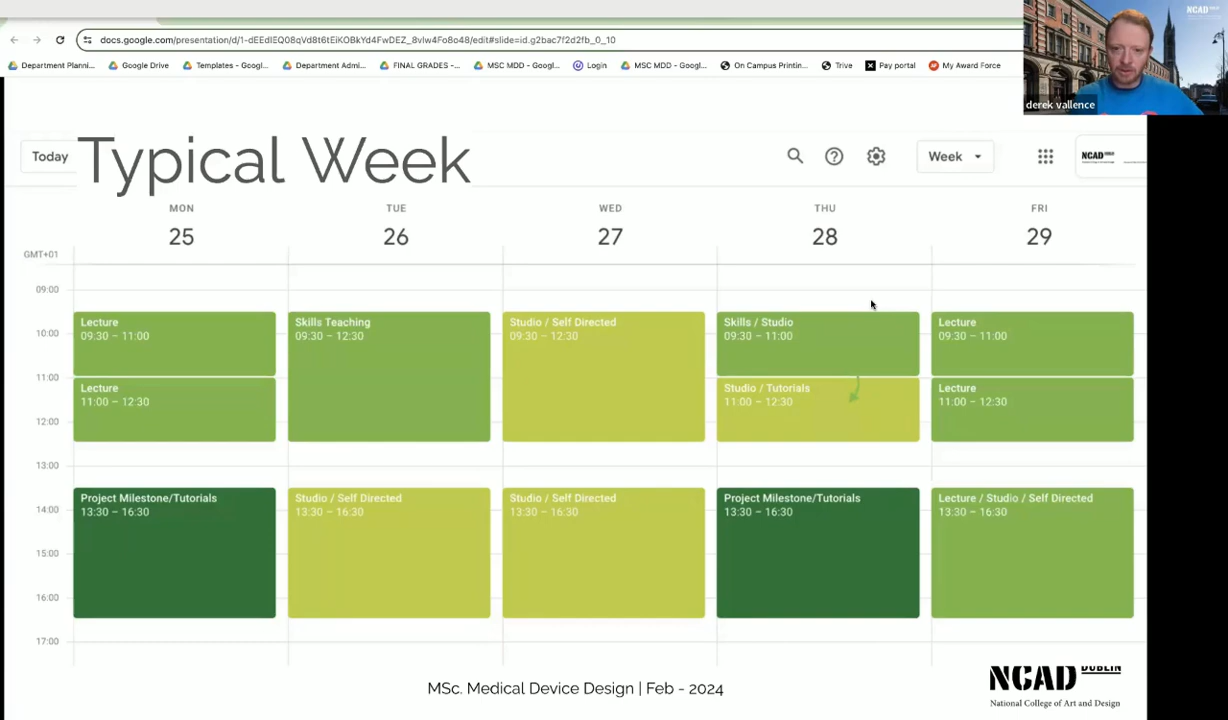 docs.google.com/presentation/d/1-dEEdlEQ08qVd8t6tEiKOBkYd4FwDEZ_8vlw4Fo8o48/edit#slide=id.g2bac7f2d2fb_0_10
Department Planni... Google Drive Templates - Googl... Department Admi... FINAL GRADES -... MSC MDD - Googl... Login MSC MDD - Googl... On Campus Printin... Trive Pay portal My Award Force
NCAD
derek vallence
Today Typical Week Week NCAD
MON TUE WED THU FRI
25 26 27 28 29
GMT+01
09:00
10:00
11:00
12:00
13:00
14:00
15:00
16:00
17:00
Lecture
09:30 – 11:00
Lecture
11:00 – 12:30
Project Milestone/Tutorials
13:30 – 16:30
Skills Teaching
09:30 – 12:30
Studio / Self Directed
13:30 – 16:30
Studio / Self Directed
09:30 – 12:30
Studio / Self Directed
13:30 – 16:30
Skills / Studio
09:30 – 11:00
Studio / Tutorials
11:00 – 12:30
Project Milestone/Tutorials
13:30 – 16:30
Lecture
09:30 – 11:00
Lecture
11:00 – 12:30
Lecture / Studio / Self Directed
13:30 – 16:30
MSc. Medical Device Design | Feb - 2024
NCAD DUBLIN
National College of Art and Design